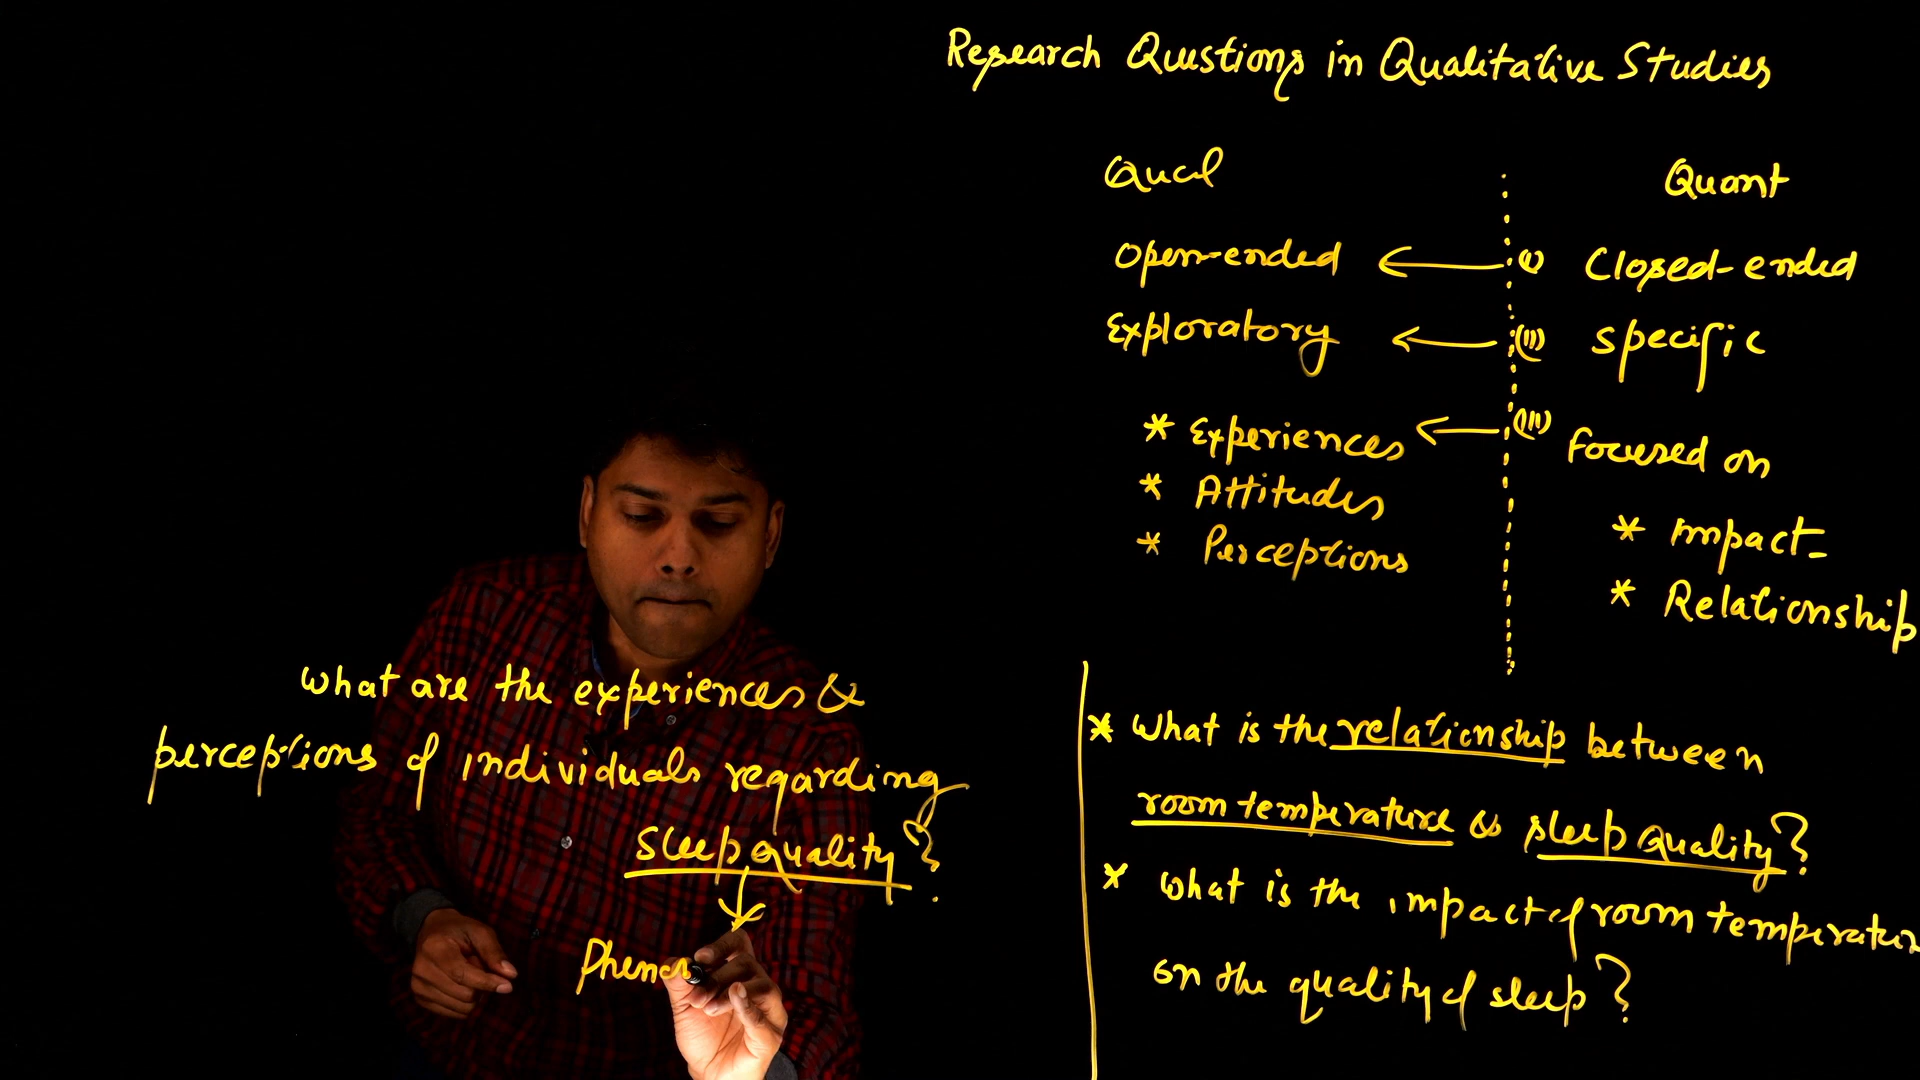 Research Questions in Qualitative Studies
Qual
Quant
Open-ended
(i) Closed-ended
Exploratory
(ii) Specific
* Experiences
(iii) Focused on
* Attitudes
* Impact
* Perceptions
* Relationship
What are the experiences &
perceptions of individuals regarding
sleep quality?
Pheno
* What is the relationship between
room temperature & sleep quality?
* What is the impact of room temperature
on the quality of sleep?